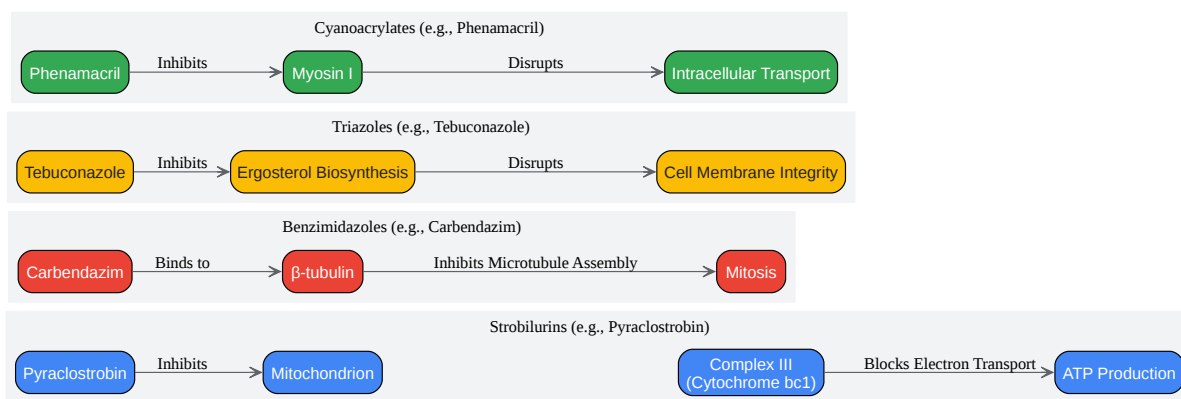 Cyanoacrylates (e.g., Phenamacril)
Phenamacril
Inhibits
Myosin I
Disrupts
Intracellular Transport
Triazoles (e.g., Tebuconazole)
Tebuconazole
Inhibits
Ergosterol Biosynthesis
Disrupts
Cell Membrane Integrity
Benzimidazoles (e.g., Carbendazim)
Carbendazim
Binds to
β-tubulin
Inhibits Microtubule Assembly
Mitosis
Strobilurins (e.g., Pyraclostrobin)
Pyraclostrobin
Inhibits
Mitochondrion
Complex III
(Cytochrome bc1)
Blocks Electron Transport
ATP Production